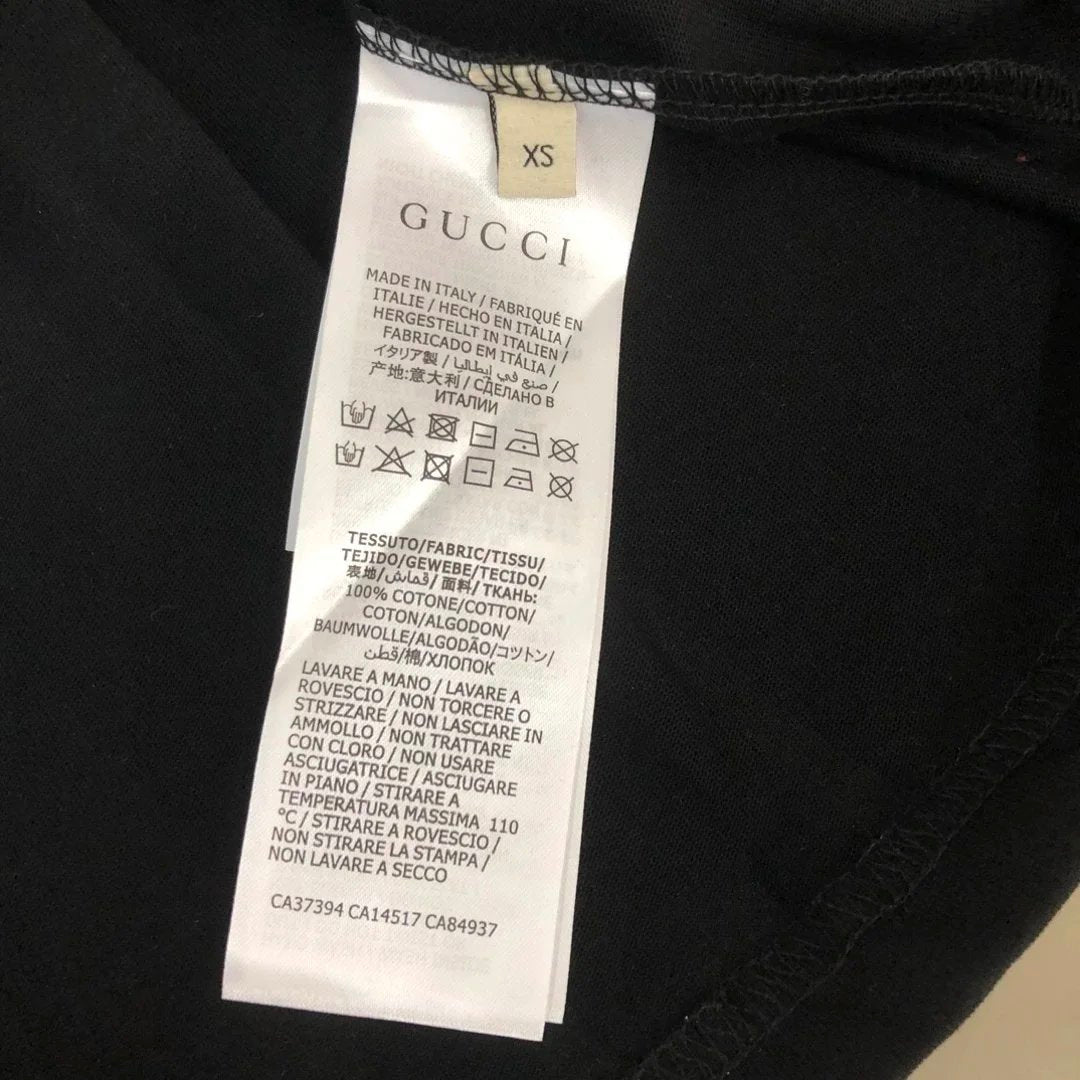 XS
GUCCI
MADE IN ITALY / FABRIQUÉ EN
ITALIE / HECHO EN ITALIA /
HERGESTELLT IN ITALIEN /
FABRICADO EM ITÁLIA /
イタリア製 / صنع في إيطاليا /
产地:意大利 / СДЕЛАНО В
ИТАЛИИ
TESSUTO/FABRIC/TISSU/
TEJIDO/GEWEBE/TECIDO/
表地/قماش/面料/ТКАНЬ:
100% COTONE/COTTON/
COTON/ALGODON/
BAUMWOLLE/ALGODÃO/コットン/
قطن/棉/ХЛОПОК
LAVARE A MANO / LAVARE A
ROVESCIO / NON TORCERE O
STRIZZARE / NON LASCIARE IN
AMMOLLO / NON TRATTARE
CON CLORO / NON USARE
ASCIUGATRICE / ASCIUGARE
IN PIANO / STIRARE A
TEMPERATURA MASSIMA 110
°C / STIRARE A ROVESCIO /
NON STIRARE LA STAMPA /
NON LAVARE A SECCO
CA37394 CA14517 CA84937